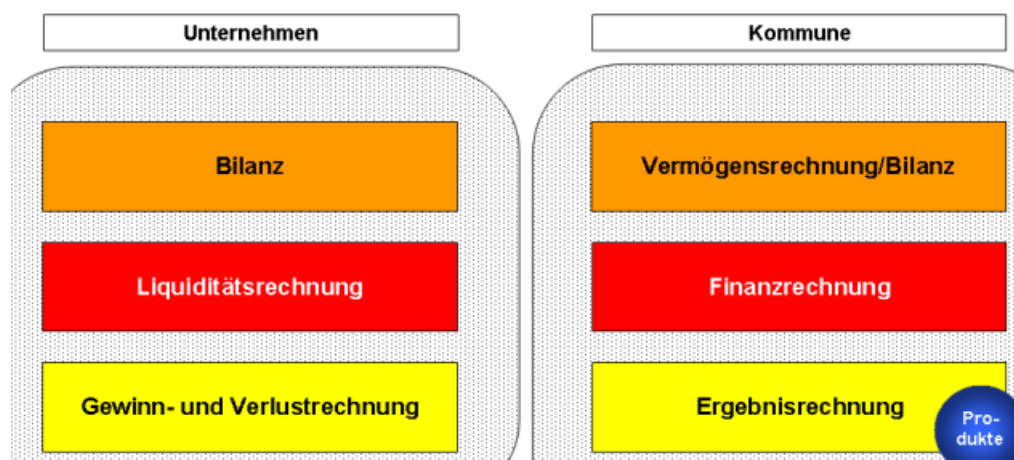 Unternehmen
Kommune
Bilanz
Vermögensrechnung/Bilanz
Liquiditätsrechnung
Finanzrechnung
Gewinn- und Verlustrechnung
Ergebnisrechnung
Pro-
dukte